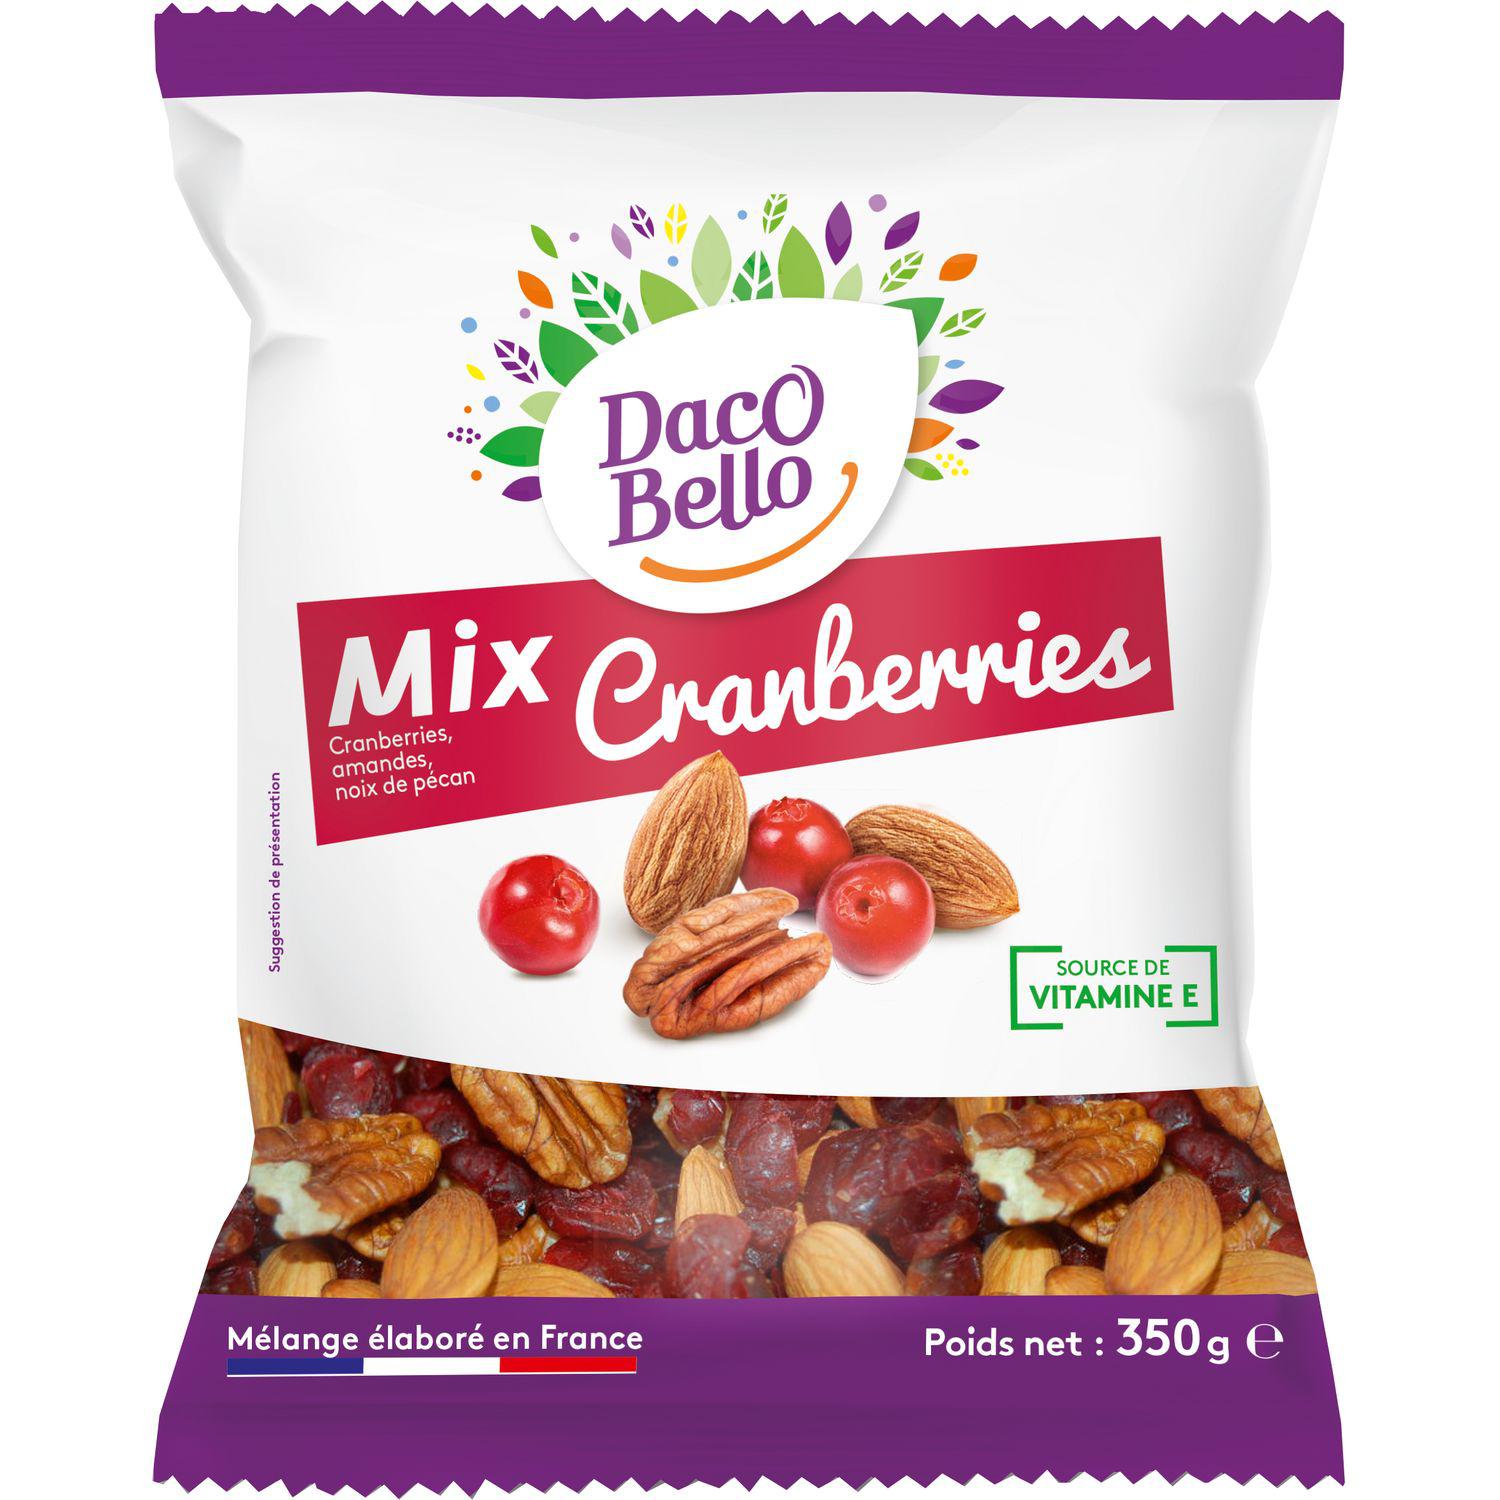 Daco
Bello
Mix Cranberries
Cranberries,
amandes,
noix de pécan
Suggestion de présentation
SOURCE DE
VITAMINE E
Mélange élaboré en France
Poids net : 350g ℮